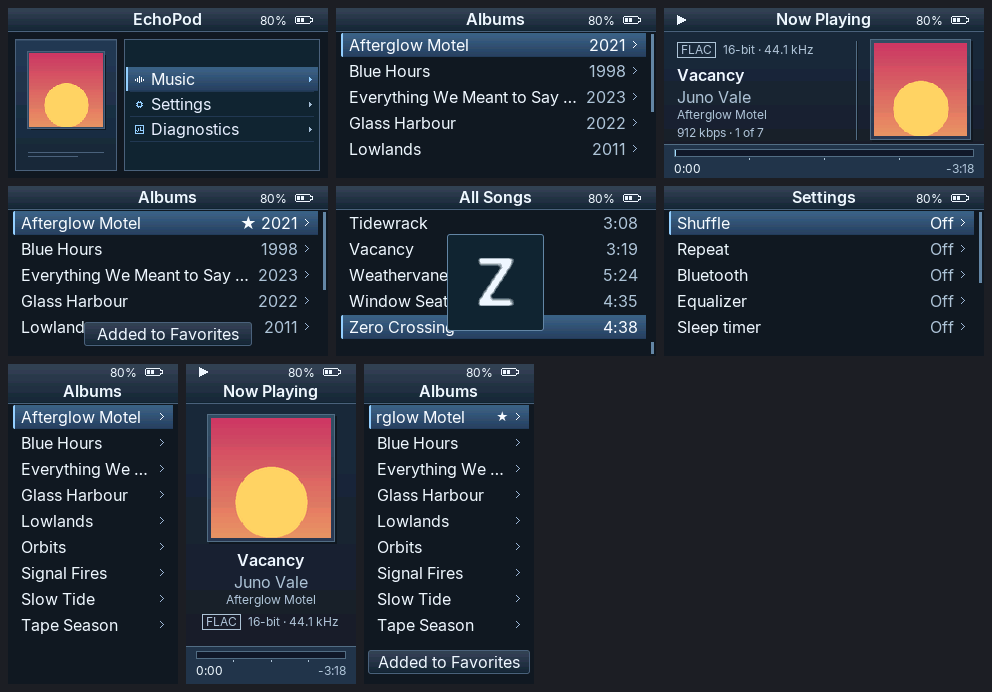 EchoPod 80%
Music
Settings
Diagnostics
Albums 80%
Afterglow Motel 2021
Blue Hours 1998
Everything We Meant to Say ... 2023
Glass Harbour 2022
Lowlands 2011
Now Playing 80%
FLAC 16-bit · 44.1 kHz
Vacancy
Juno Vale
Afterglow Motel
912 kbps · 1 of 7
0:00 -3:18
Albums 80%
Afterglow Motel ★ 2021
Blue Hours 1998
Everything We Meant to Say ... 2023
Glass Harbour 2022
Lowland 2011
Added to Favorites
All Songs 80%
Tidewrack 3:08
Vacancy 3:19
Weathervane 5:24
Window Seat 4:35
Zero Crossing 4:38
Z
Settings 80%
Shuffle Off
Repeat Off
Bluetooth Off
Equalizer Off
Sleep timer Off
80%
Albums
Afterglow Motel
Blue Hours
Everything We ...
Glass Harbour
Lowlands
Orbits
Signal Fires
Slow Tide
Tape Season
80%
Now Playing
Vacancy
Juno Vale
Afterglow Motel
FLAC 16-bit · 44.1 kHz
0:00 -3:18
80%
Albums
rglow Motel ★
Blue Hours
Everything We ...
Glass Harbour
Lowlands
Orbits
Signal Fires
Slow Tide
Tape Season
Added to Favorites